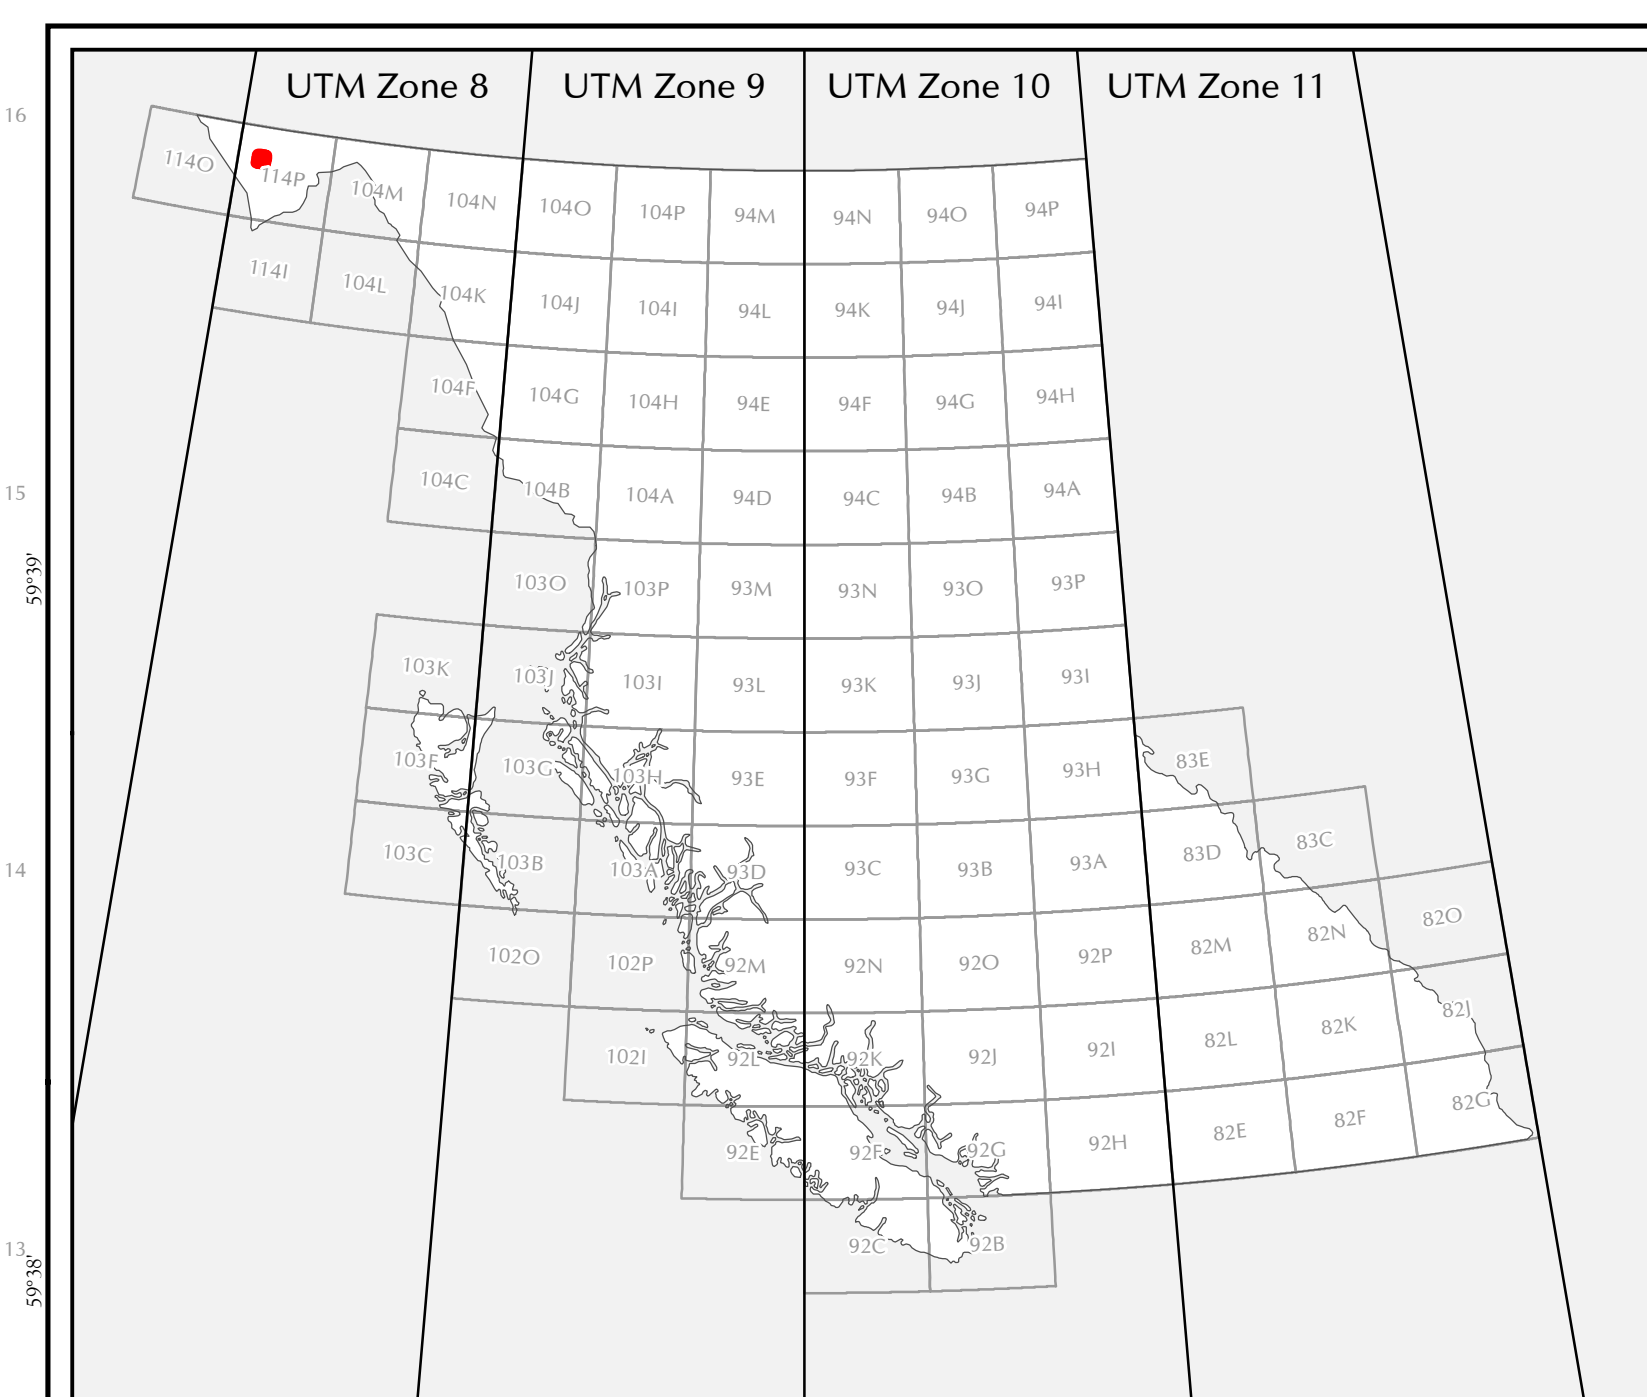 UTM Zone 8 UTM Zone 9 UTM Zone 10 UTM Zone 11
16
114O 114P 104M 104N 104O 104P 94M 94N 94O 94P
114I 104L 104K 104J 104I 94L 94K 94J 94I
104F 104G 104H 94E 94F 94G 94H
15
104C 104B 104A 94D 94C 94B 94A
59°39'
103O 103P 93M 93N 93O 93P
103K 103J 103I 93L 93K 93J 93I
103F 103G 103H 93E 93F 93G 93H 83E
14
103C 103B 103A 93D 93C 93B 93A 83D 83C
102O 102P 92M 92N 92O 92P 82M 82N 82O
102I 92L 92K 92J 92I 82L 82K 82J
92E 92F 92G 92H 82E 82F 82G
13
59°38'
92C 92B